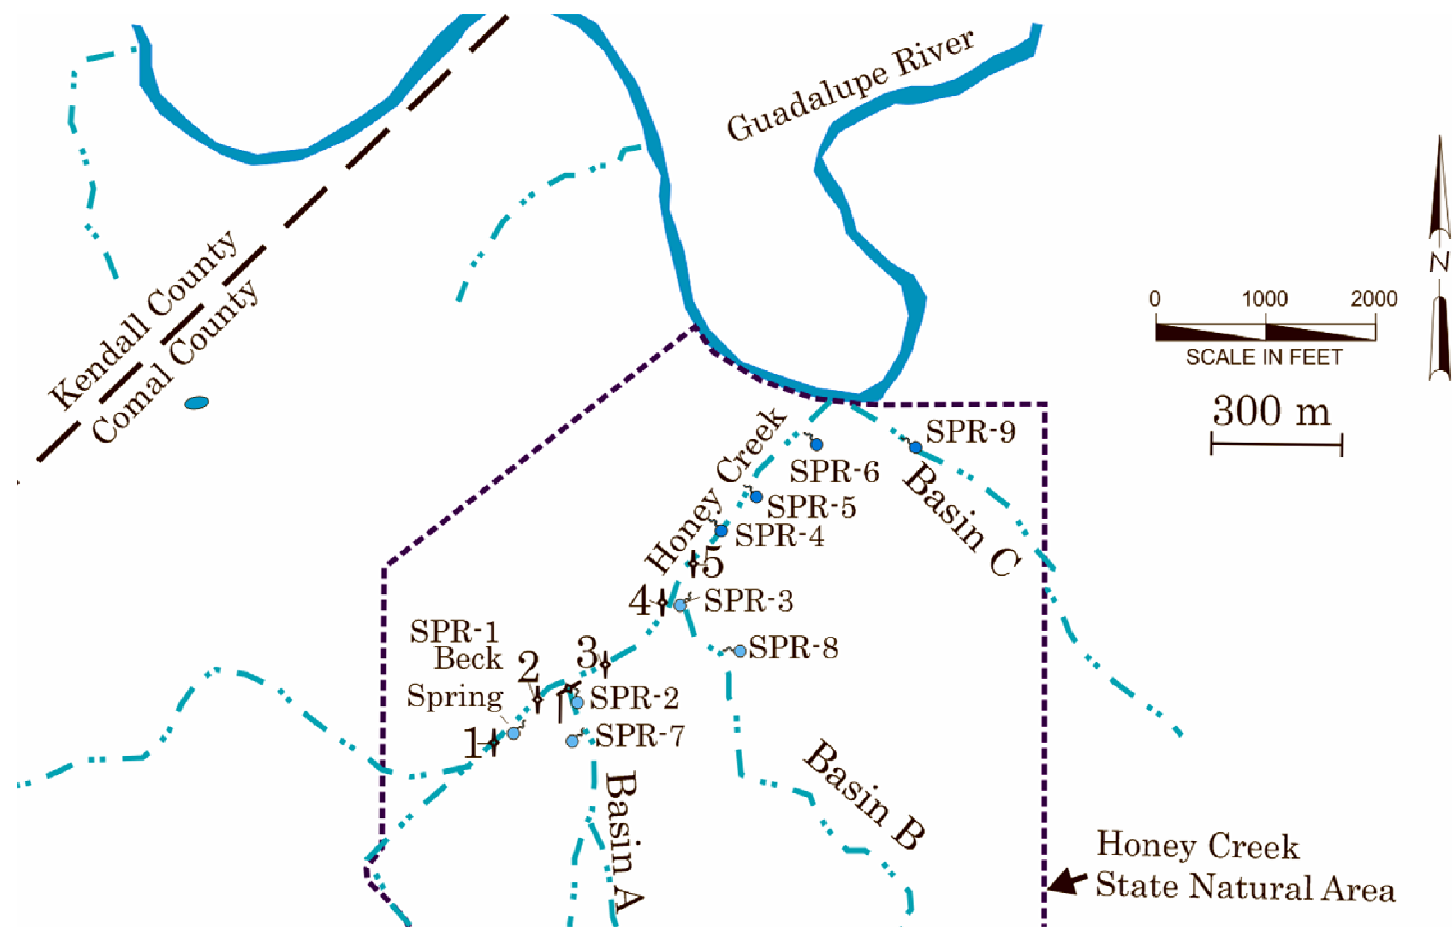 Guadalupe River
Kendall County
Comal County
N
0 1000 2000
SCALE IN FEET
300 m
Honey Creek
SPR-9
SPR-6
SPR-5
SPR-4
Basin C
5
4
SPR-3
SPR-1
Beck
Spring
SPR-8
3
2
SPR-2
1
SPR-7
Basin A
Basin B
Honey Creek
State Natural Area